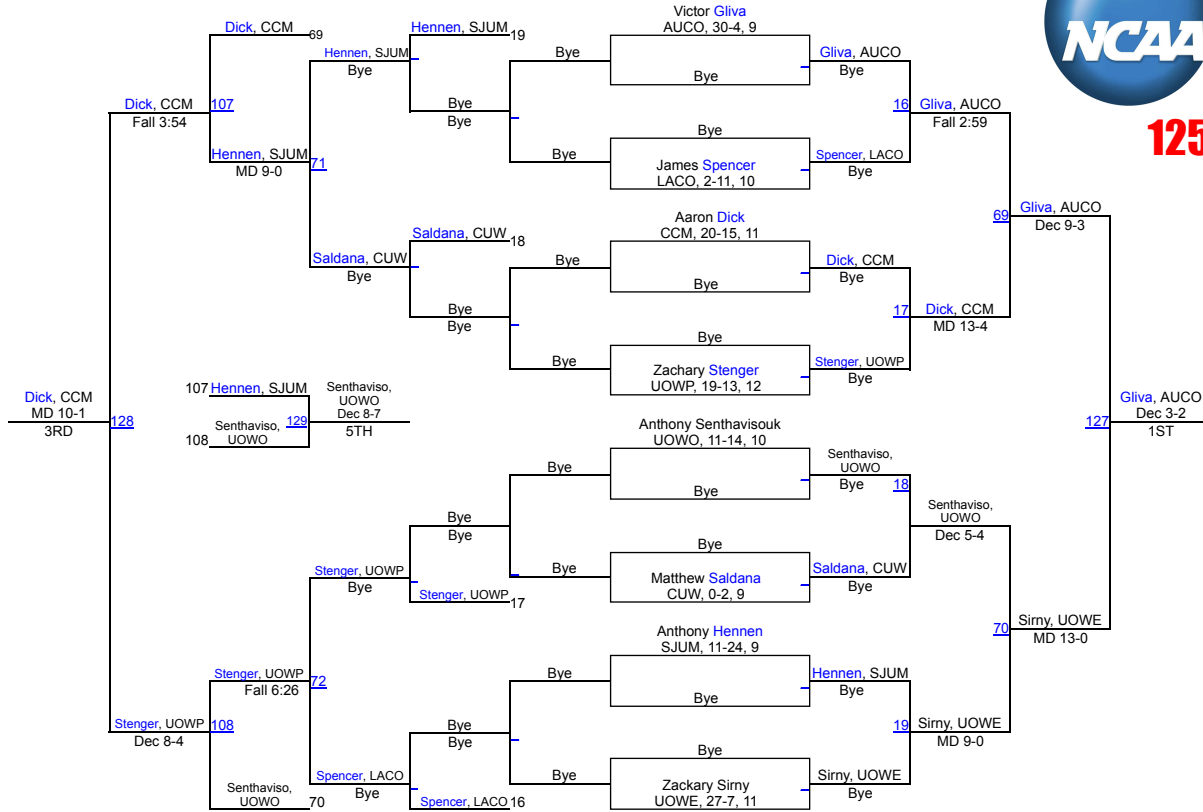 Victor Gliva
AUCO, 30-4, 9
Bye
Bye
James Spencer
LACO, 2-11, 10
Aaron Dick
CCM, 20-15, 11
Bye
Bye
Zachary Stenger
UOWP, 19-13, 12
Anthony Senthavisouk
UOWO, 11-14, 10
Bye
Bye
Matthew Saldana
CUW, 0-2, 9
Anthony Hennen
SJUM, 11-24, 9
Bye
Bye
Zackary Sirny
UOWE, 27-7, 11
Gliva, AUCO
Bye
16
Spencer, LACO
Bye
Dick, CCM
Bye
17
Stenger, UOWP
Bye
Senthaviso,
UOWO
Bye
18
Saldana, CUW
Bye
Hennen, SJUM
Bye
19
Sirny, UOWE
Bye
Gliva, AUCO
Fall 2:59
69
Dick, CCM
MD 13-4
Senthaviso,
UOWO
Dec 5-4
70
Sirny, UOWE
MD 9-0
Gliva, AUCO
Dec 9-3
127
Sirny, UOWE
MD 13-0
Gliva, AUCO
Dec 3-2
1ST
NCAA
125
Bye
Bye
Bye
Bye
Bye
Bye
Bye
Bye
Hennen, SJUM 19
Bye
Bye
Saldana, CUW 18
Bye
Bye
Bye
Bye
Stenger, UOWP 17
Bye
Bye
Spencer, LACO 16
Hennen, SJUM
Bye
71
Saldana, CUW
Bye
Stenger, UOWP
Bye
72
Spencer, LACO
Bye
Dick, CCM 69
107
Hennen, SJUM
MD 9-0
Stenger, UOWP
Fall 6:26
108
Senthaviso,
UOWO 70
Dick, CCM
Fall 3:54
128
Stenger, UOWP
Dec 8-4
Dick, CCM
MD 10-1
3RD
107 Hennen, SJUM
129
108 Senthaviso,
UOWO
Senthaviso,
UOWO
Dec 8-7
5TH